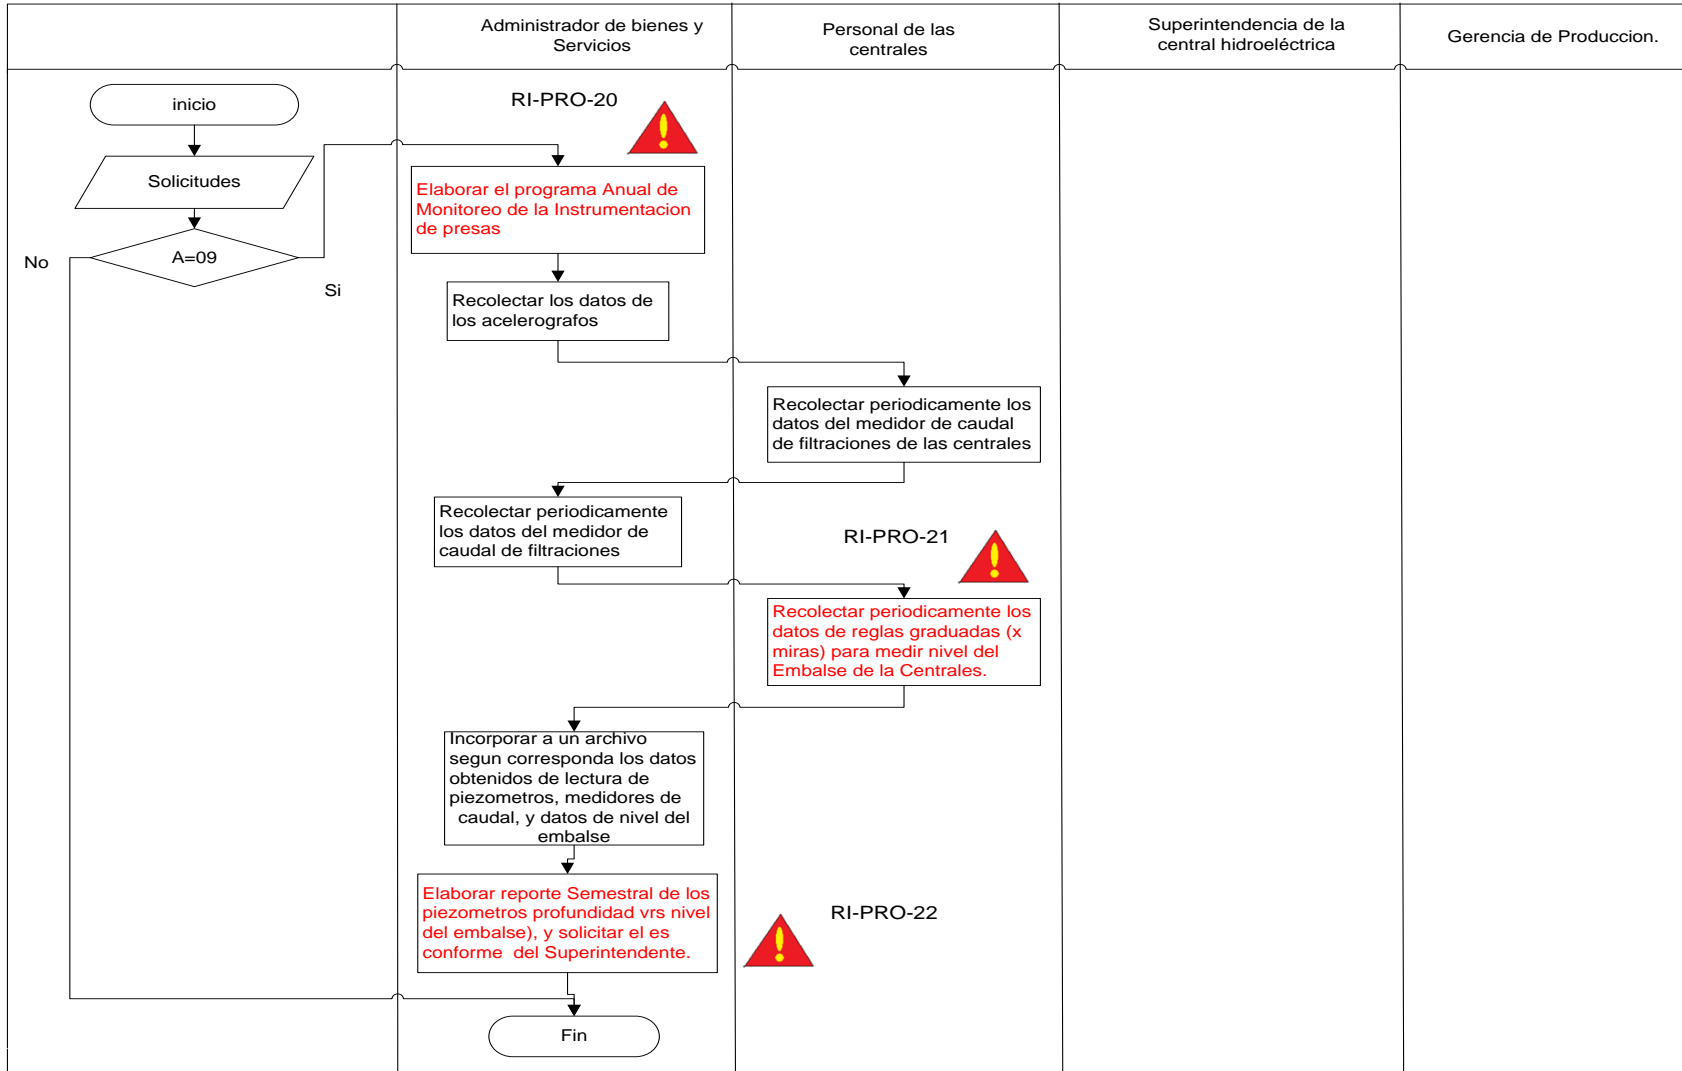 Administrador de bienes y
Servicios
Personal de las
centrales
Superintendencia de la
central hidroeléctrica
Gerencia de Produccion.
inicio
Solicitudes
A=09
No
Si
RI-PRO-20
Elaborar el programa Anual de
Monitoreo de la Instrumentacion
de presas
Recolectar los datos de
los acelerografos
Recolectar periodicamente los
datos del medidor de caudal
de filtraciones de las centrales
Recolectar periodicamente
los datos del medidor de
caudal de filtraciones
RI-PRO-21
Recolectar periodicamente los
datos de reglas graduadas (x
miras) para medir nivel del
Embalse de la Centrales.
Incorporar a un archivo
segun corresponda los datos
obtenidos de lectura de
piezometros, medidores de
caudal, y datos de nivel del
embalse
Elaborar reporte Semestral de los
piezometros profundidad vrs nivel
del embalse), y solicitar el es
conforme del Superintendente.
RI-PRO-22
Fin